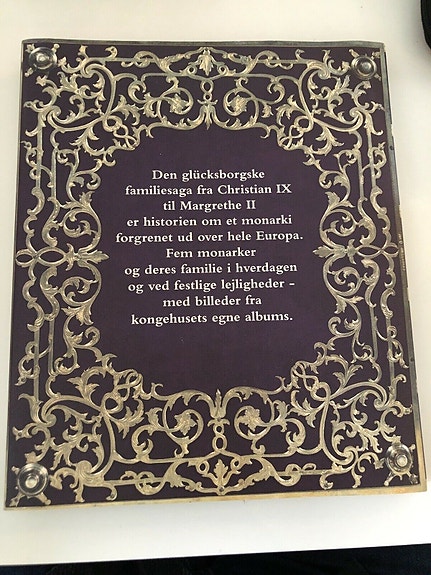 Den glücksborgske
familiesaga fra Christian IX
til Margrethe II
er historien om et monarki
forgrenet ud over hele Europa.
Fem monarker
og deres familie i hverdagen
og ved festlige lejligheder -
med billeder fra
kongehusets egne albums.